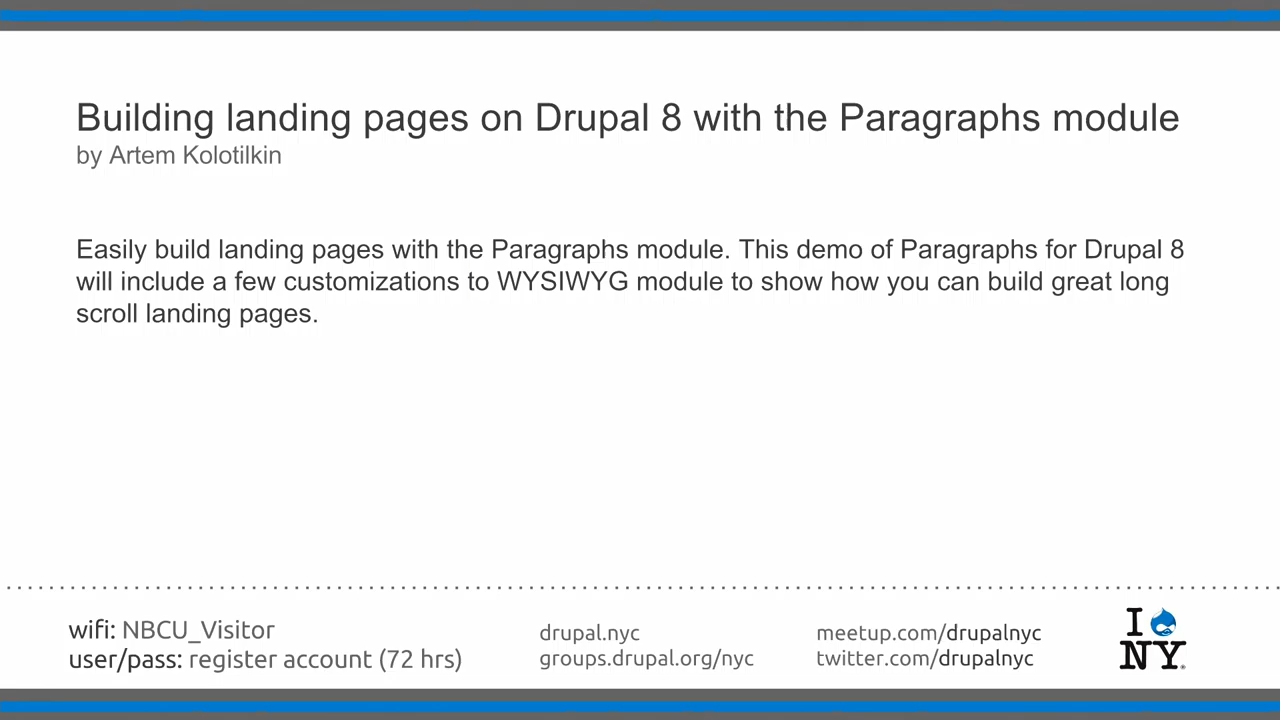 Building landing pages on Drupal 8 with the Paragraphs module
by Artem Kolotilkin
Easily build landing pages with the Paragraphs module. This demo of Paragraphs for Drupal 8
will include a few customizations to WYSIWYG module to show how you can build great long
scroll landing pages.
wifi: NBCU_Visitor
user/pass: register account (72 hrs)
drupal.nyc
groups.drupal.org/nyc
meetup.com/drupalnyc
twitter.com/drupalnyc
I
NY®